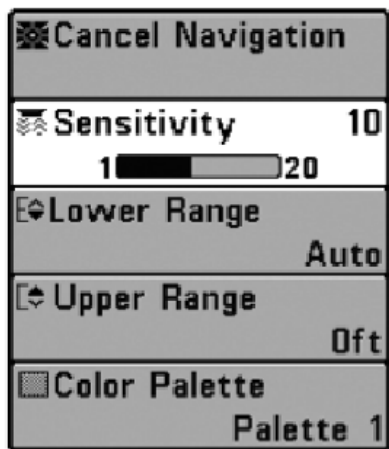 Cancel Navigation
Sensitivity 10
1 20
Lower Range
Auto
Upper Range
0ft
Color Palette
Palette 1